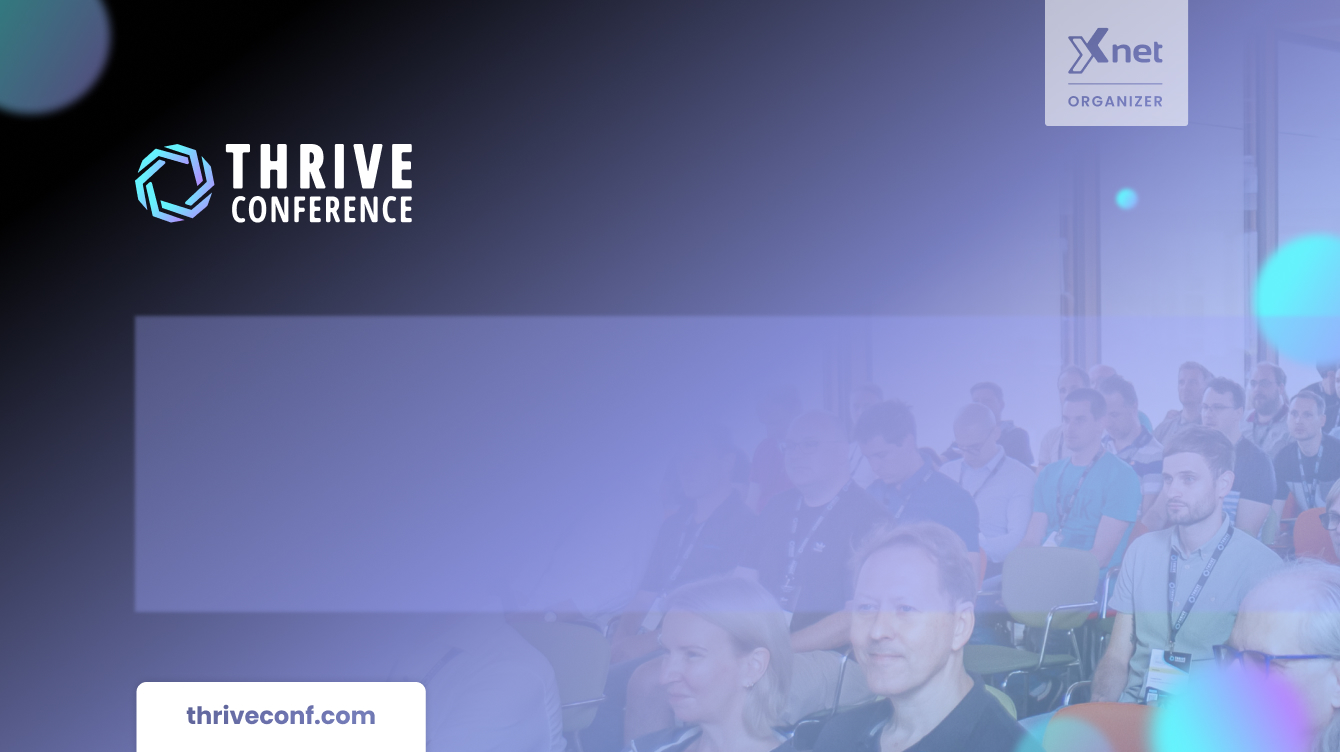 Xnet
ORGANIZER
THRIVE
CONFERENCE
thriveconf.com